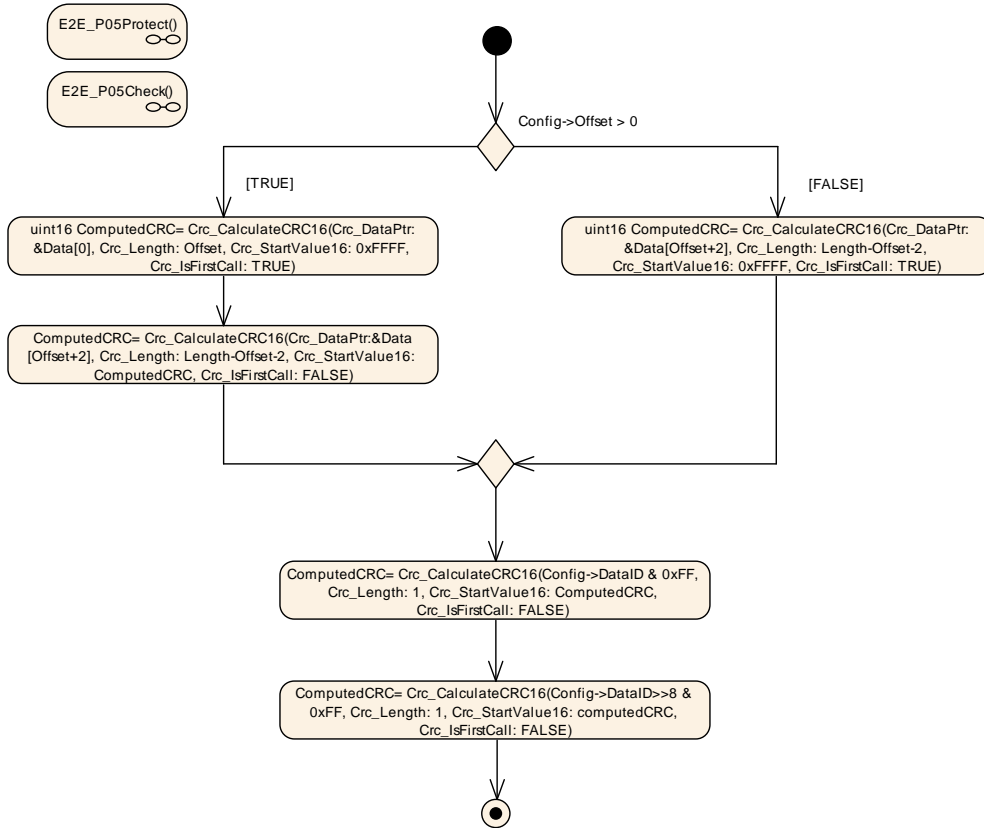 E2E_P05Protect()
E2E_P05Check()
Config->Offset > 0
[TRUE]
[FALSE]
uint16 ComputedCRC= Crc_CalculateCRC16(Crc_DataPtr:
&Data[0], Crc_Length: Offset, Crc_StartValue16: 0xFFFF,
Crc_IsFirstCall: TRUE)
uint16 ComputedCRC= Crc_CalculateCRC16(Crc_DataPtr:
&Data[Offset+2], Crc_Length: Length-Offset-2,
Crc_StartValue16: 0xFFFF, Crc_IsFirstCall: TRUE)
ComputedCRC= Crc_CalculateCRC16(Crc_DataPtr:&Data
[Offset+2], Crc_Length: Length-Offset-2, Crc_StartValue16:
ComputedCRC, Crc_IsFirstCall: FALSE)
ComputedCRC= Crc_CalculateCRC16(Config->DataID & 0xFF,
Crc_Length: 1, Crc_StartValue16: ComputedCRC,
Crc_IsFirstCall: FALSE)
ComputedCRC= Crc_CalculateCRC16(Config->DataID>>8 &
0xFF, Crc_Length: 1, Crc_StartValue16: computedCRC,
Crc_IsFirstCall: FALSE)